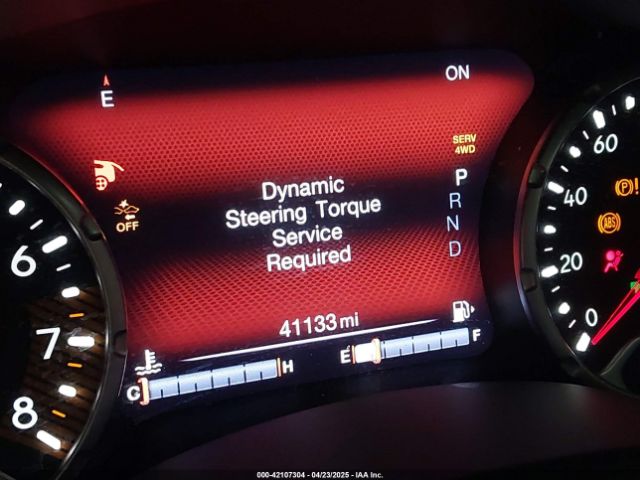 E
ON
SERV
4WD
OFF
Dynamic
Steering Torque
Service
Required
P
R
N
D
41133 mi
C
H
E
F
6
7
8
60
40
20
0
(P)!
ABS
000-42107304 - 04/23/2025 - IAA Inc.